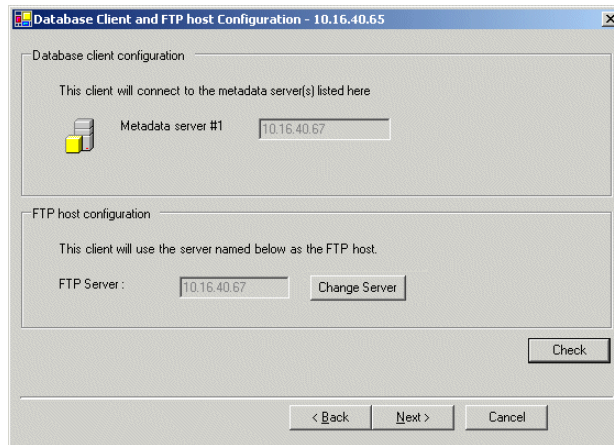 Database Client and FTP host Configuration - 10.16.40.65
Database client configuration
This client will connect to the metadata server(s) listed here
Metadata server #1 10.16.40.67
FTP host configuration
This client will use the server named below as the FTP host.
FTP Server : 10.16.40.67 Change Server
Check
< Back Next > Cancel